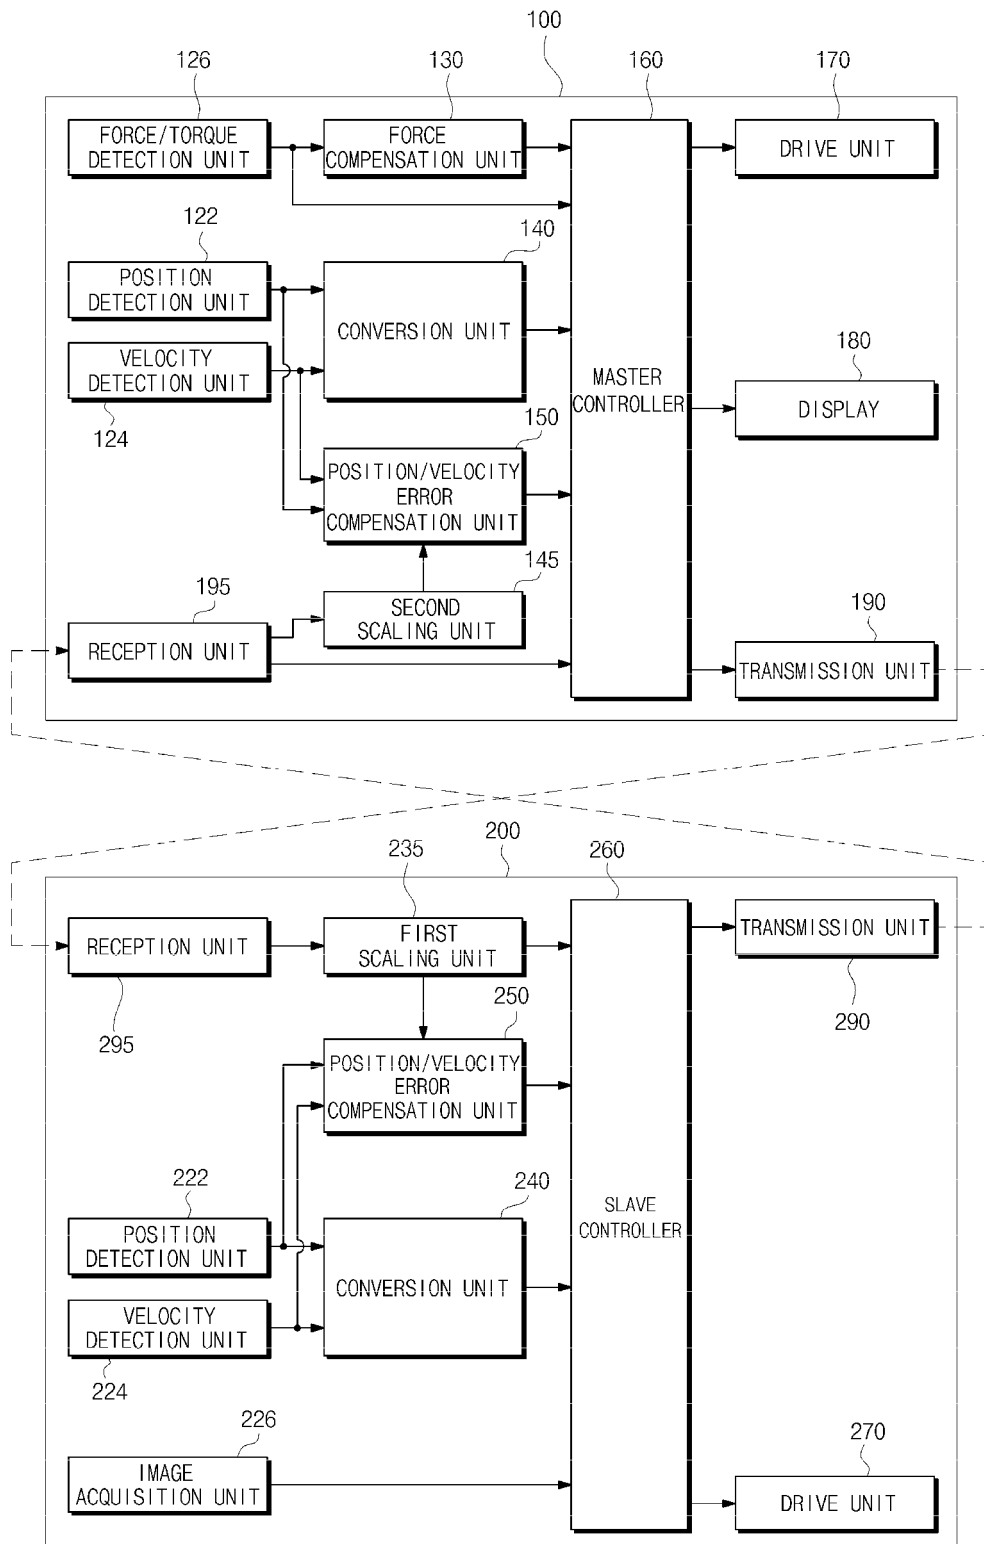 100
126
130
160
170
FORCE/TORQUE
DETECTION UNIT
FORCE
COMPENSATION UNIT
DRIVE UNIT
122
140
POSITION
DETECTION UNIT
CONVERSION UNIT
VELOCITY
DETECTION UNIT
124
MASTER
CONTROLLER
180
DISPLAY
150
POSITION/VELOCITY
ERROR
COMPENSATION UNIT
145
195
SECOND
SCALING UNIT
190
RECEPTION UNIT
TRANSMISSION UNIT
200
235
260
RECEPTION UNIT
FIRST
SCALING UNIT
TRANSMISSION UNIT
295
250
290
POSITION/VELOCITY
ERROR
COMPENSATION UNIT
222
240
POSITION
DETECTION UNIT
SLAVE
CONTROLLER
CONVERSION UNIT
VELOCITY
DETECTION UNIT
224
226
270
IMAGE
ACQUISITION UNIT
DRIVE UNIT